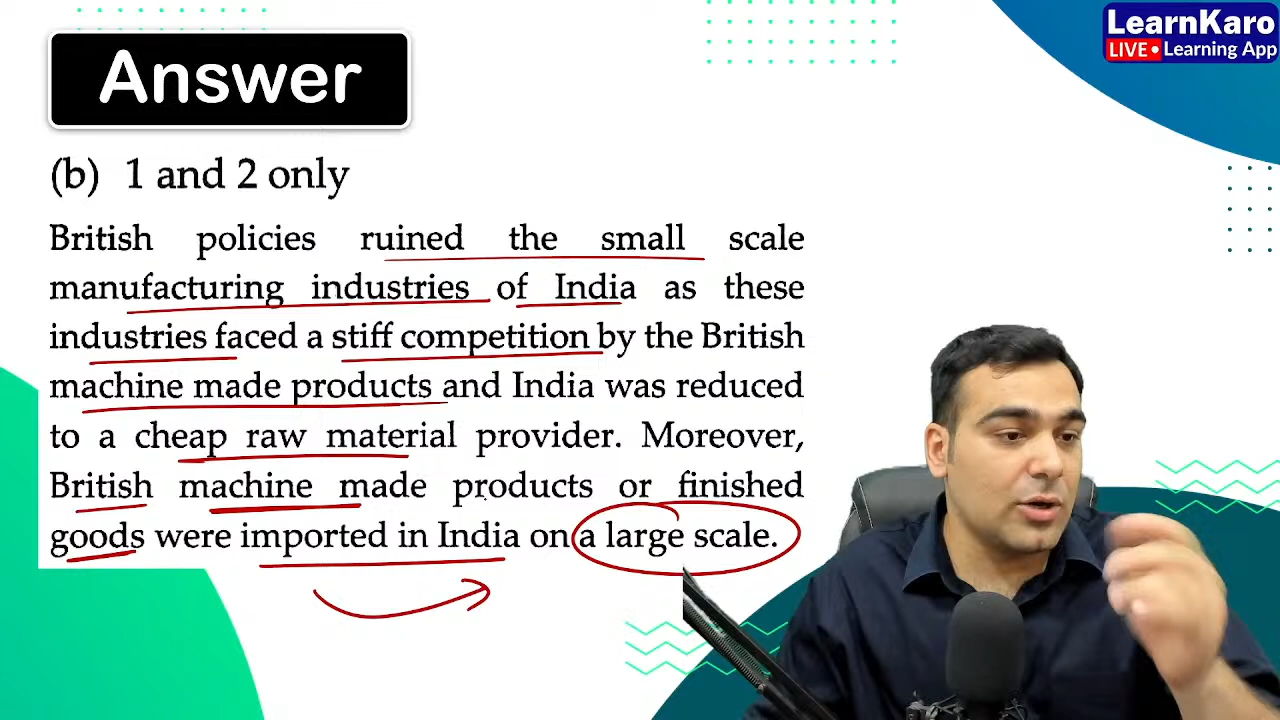 LearnKaro
LIVE • Learning App
Answer
(b) 1 and 2 only
British policies ruined the small scale
manufacturing industries of India as these
industries faced a stiff competition by the British
machine made products and India was reduced
to a cheap raw material provider. Moreover,
British machine made products or finished
goods were imported in India on a large scale.